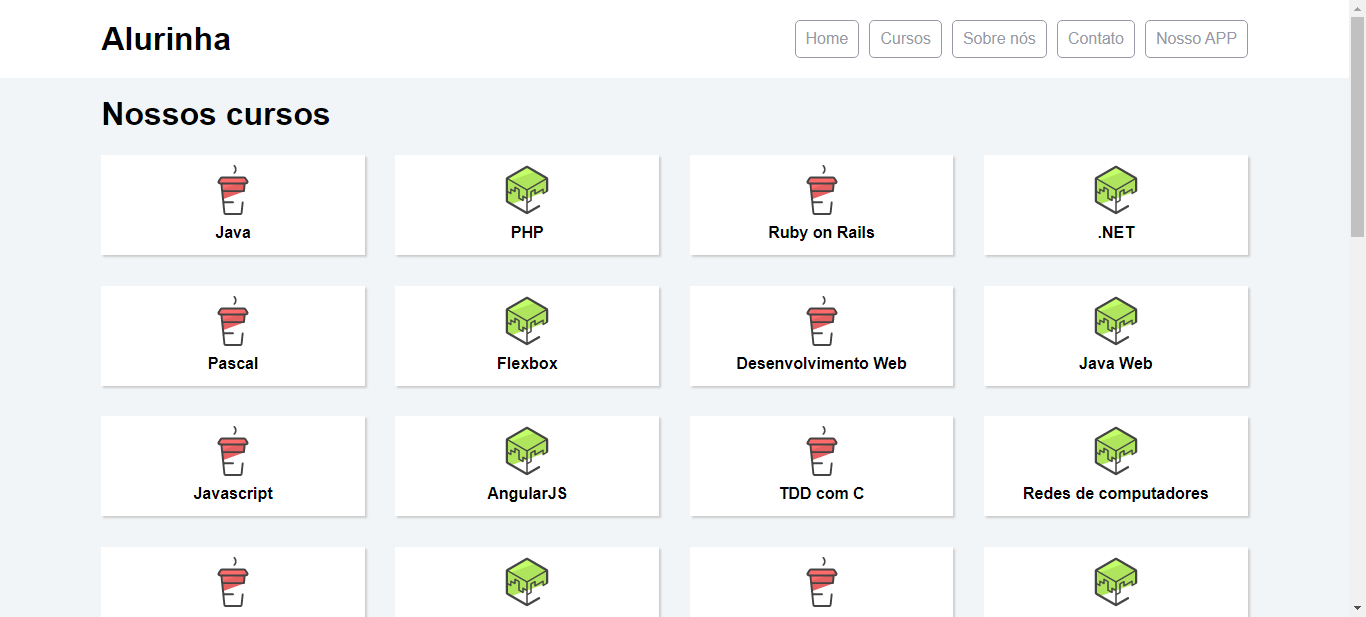 Alurinha
Home
Cursos
Sobre nós
Contato
Nosso APP
Nossos cursos
Java
PHP
Ruby on Rails
.NET
Pascal
Flexbox
Desenvolvimento Web
Java Web
Javascript
AngularJS
TDD com C
Redes de computadores